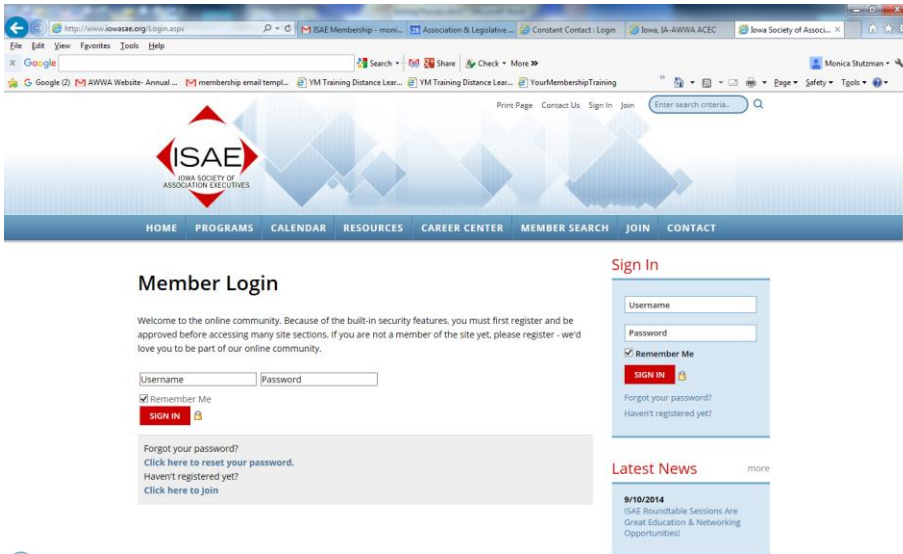 http://www.iowasae.org/Login.aspx
ISAE Membership - moni...
Association & Legislative ...
Constant Contact : Login
Iowa, IA-AWWA ACEC
Iowa Society of Associ... ×
File Edit View Favorites Tools Help
x Google
Search
Share
Check
More »
Monica Stutzman
Google (2)
AWWA Website- Annual ...
membership email templ...
YM Training Distance Lear...
YM Training Distance Lear...
YourMembershipTraining
Page Safety Tools
Print Page Contact Us Sign In Join
Enter search criteria...
ISAE
IOWA SOCIETY OF
ASSOCIATION EXECUTIVES
HOME PROGRAMS CALENDAR RESOURCES CAREER CENTER MEMBER SEARCH JOIN CONTACT
Member Login
Welcome to the online community. Because of the built-in security features, you must first register and be
approved before accessing many site sections. If you are not a member of the site yet, please register - we'd
love you to be part of our online community.
Username Password
Remember Me
SIGN IN
Forgot your password?
Click here to reset your password.
Haven't registered yet?
Click here to Join
Sign In
Username
Password
Remember Me
SIGN IN
Forgot your password?
Haven't registered yet?
Latest News more
9/10/2014
ISAE Roundtable Sessions Are
Great Education & Networking
Opportunities!